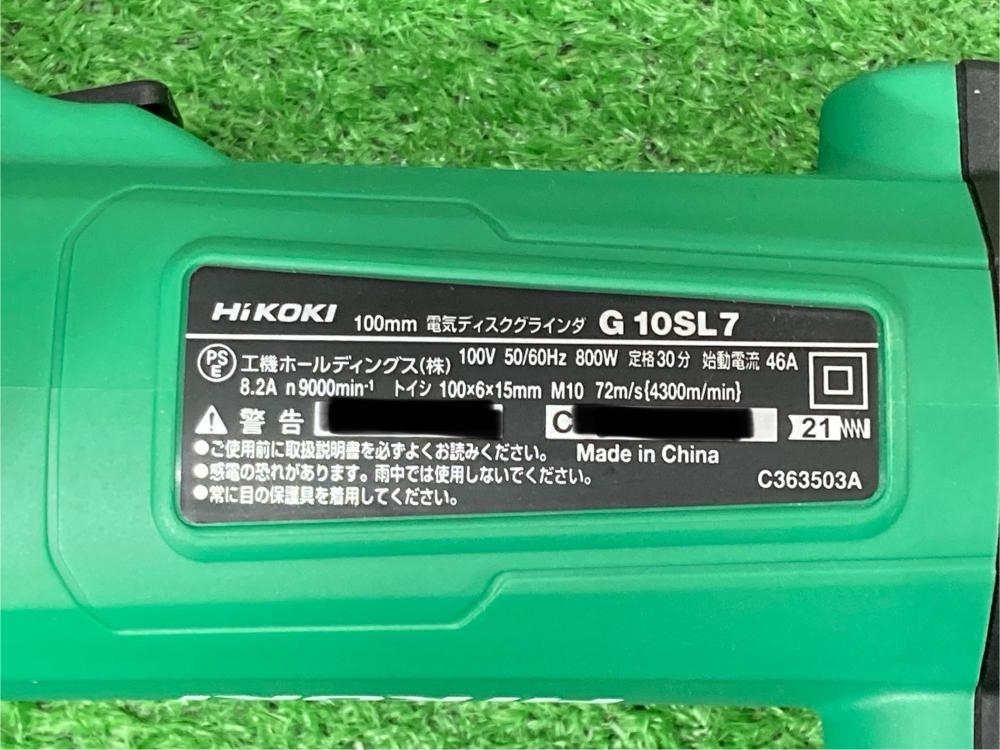 HiKOKI 100mm 電気ディスクグラインダ G 10SL7
PS E 工機ホールディングス(株) 100V 50/60Hz 800W 定格30分 始動電流 46A
8.2A n9000min-1 トイシ 100×6×15mm M10 72m/s{4300m/min}
警告 C 21
●ご使用前に取扱説明書を必ずよくお読みください。 Made in China
●感電の恐れがあります。雨中では使用しないでください。
●常に目の保護具を着用してください。 C363503A